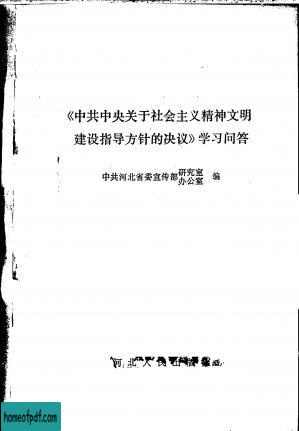 《中共中央关于社会主义精神文明
建设指导方针的决议》学习问答
中共河北省委宣传部研究室办公室 编
河北人民出版社
homeofpdf.com